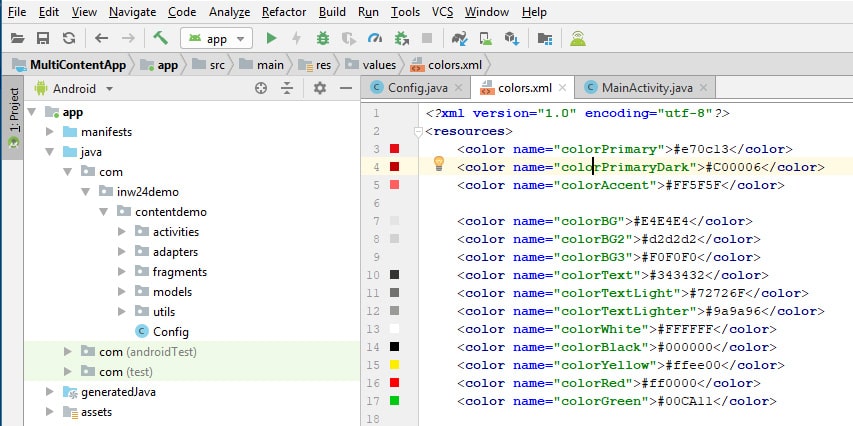 File Edit View Navigate Code Analyze Refactor Build Run Tools VCS Window Help
app
MultiContentApp app src main res values colors.xml
1: Project
Android
Config.java colors.xml MainActivity.java
app
manifests
java
com
inw24demo
contentdemo
activities
adapters
fragments
models
utils
Config
com (androidTest)
com (test)
generatedJava
assets
1 <?xml version="1.0" encoding="utf-8"?>
2 <resources>
3 <color name="colorPrimary">#e70c13</color>
4 <color name="colorPrimaryDark">#C00006</color>
5 <color name="colorAccent">#FF5F5F</color>
6
7 <color name="colorBG">#E4E4E4</color>
8 <color name="colorBG2">#d2d2d2</color>
9 <color name="colorBG3">#F0F0F0</color>
10 <color name="colorText">#343432</color>
11 <color name="colorTextLight">#72726F</color>
12 <color name="colorTextLighter">#9a9a96</color>
13 <color name="colorWhite">#FFFFFF</color>
14 <color name="colorBlack">#000000</color>
15 <color name="colorYellow">#ffee00</color>
16 <color name="colorRed">#ff0000</color>
17 <color name="colorGreen">#00CA11</color>
18